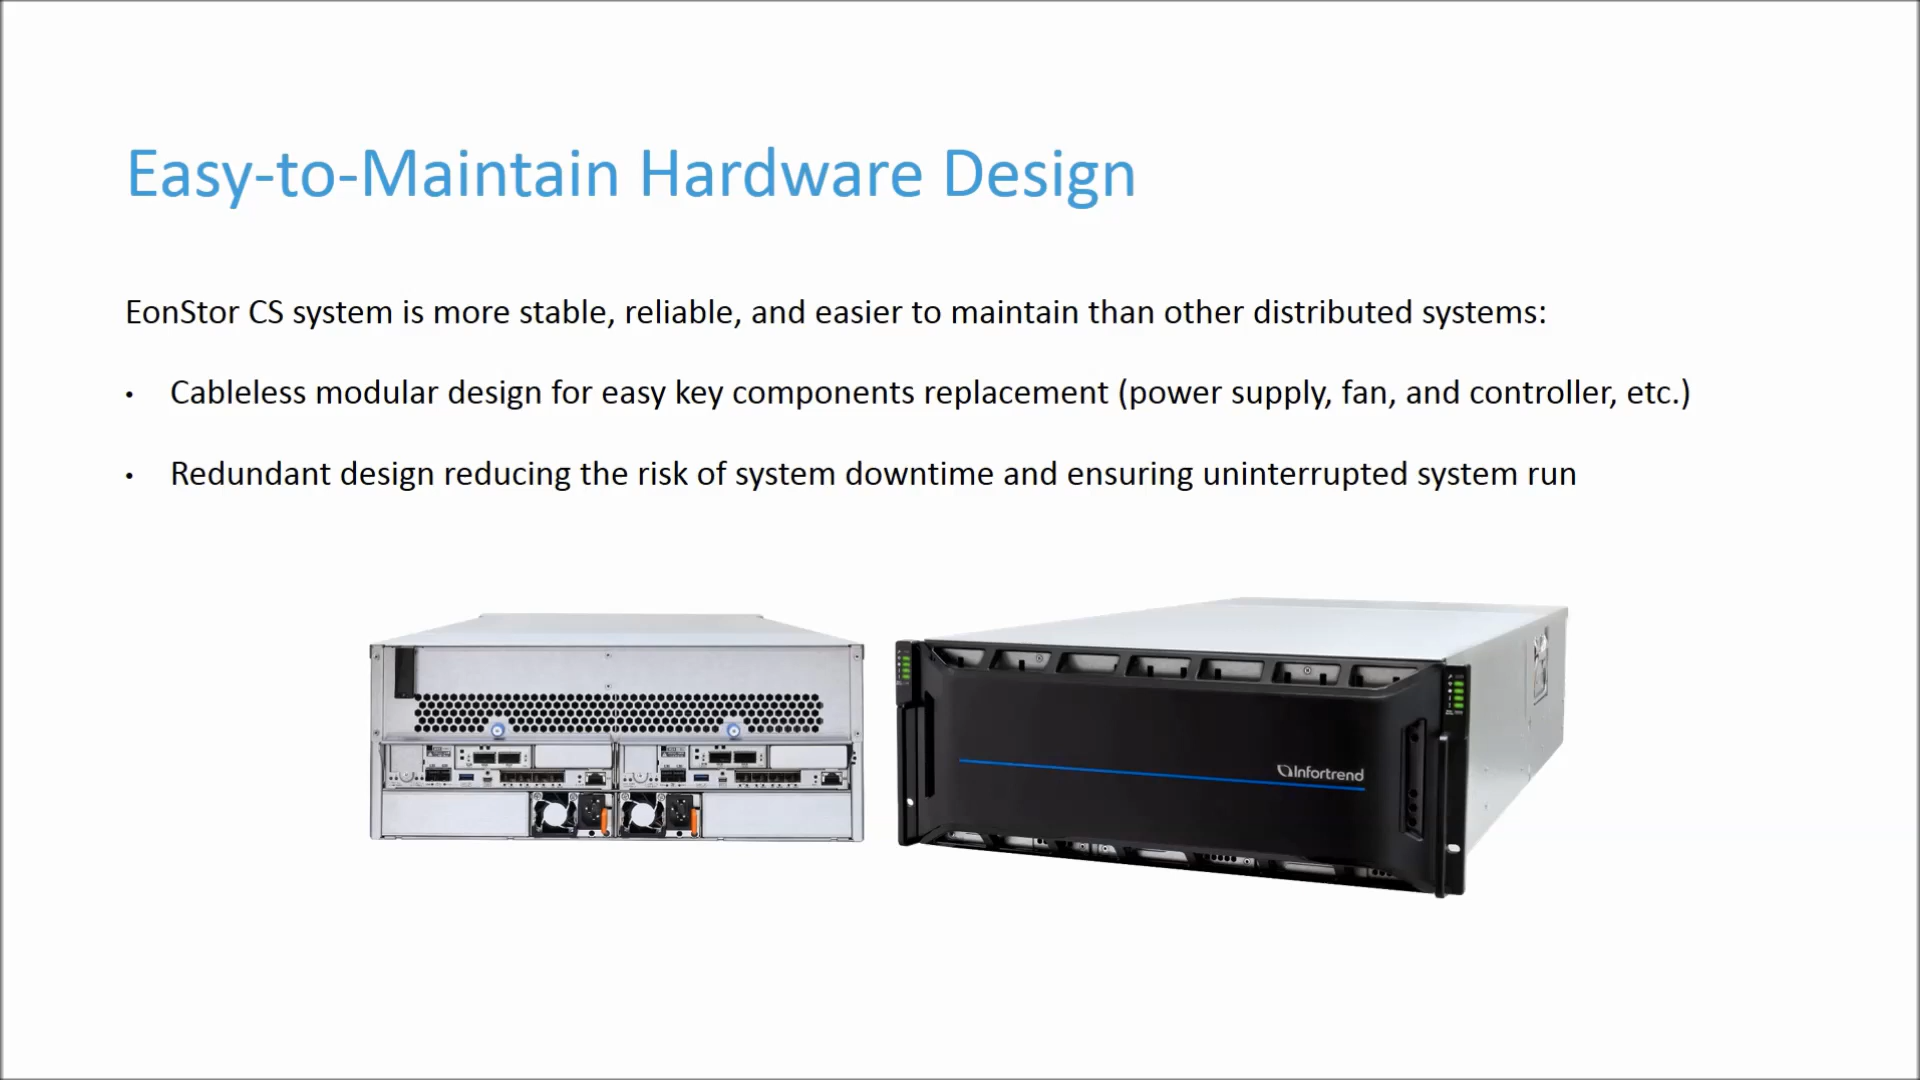 Easy-to-Maintain Hardware Design
EonStor CS system is more stable, reliable, and easier to maintain than other distributed systems:
• Cableless modular design for easy key components replacement (power supply, fan, and controller, etc.)
• Redundant design reducing the risk of system downtime and ensuring uninterrupted system run
Infortrend